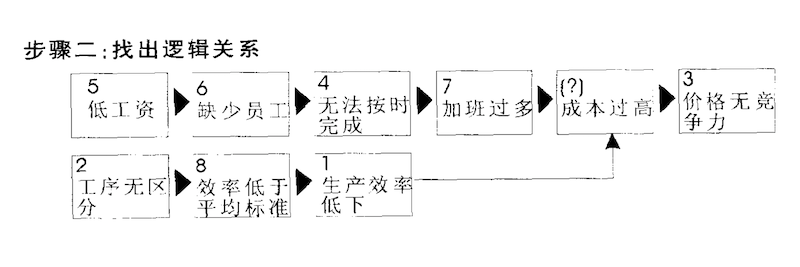 步骤二:找出逻辑关系
5
低工资
6
缺少员工
4
无法按时
完成
7
加班过多
(?)
成本过高
3
价格无竞
争力
2
工序无区
分
8
效率低于
平均标准
1
生产效率
低下